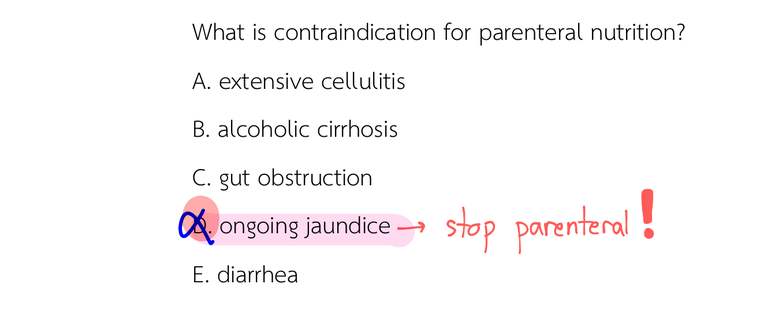 What is contraindication for parenteral nutrition?
A. extensive cellulitis
B. alcoholic cirrhosis
C. gut obstruction
D. ongoing jaundice → stop parenteral!
E. diarrhea